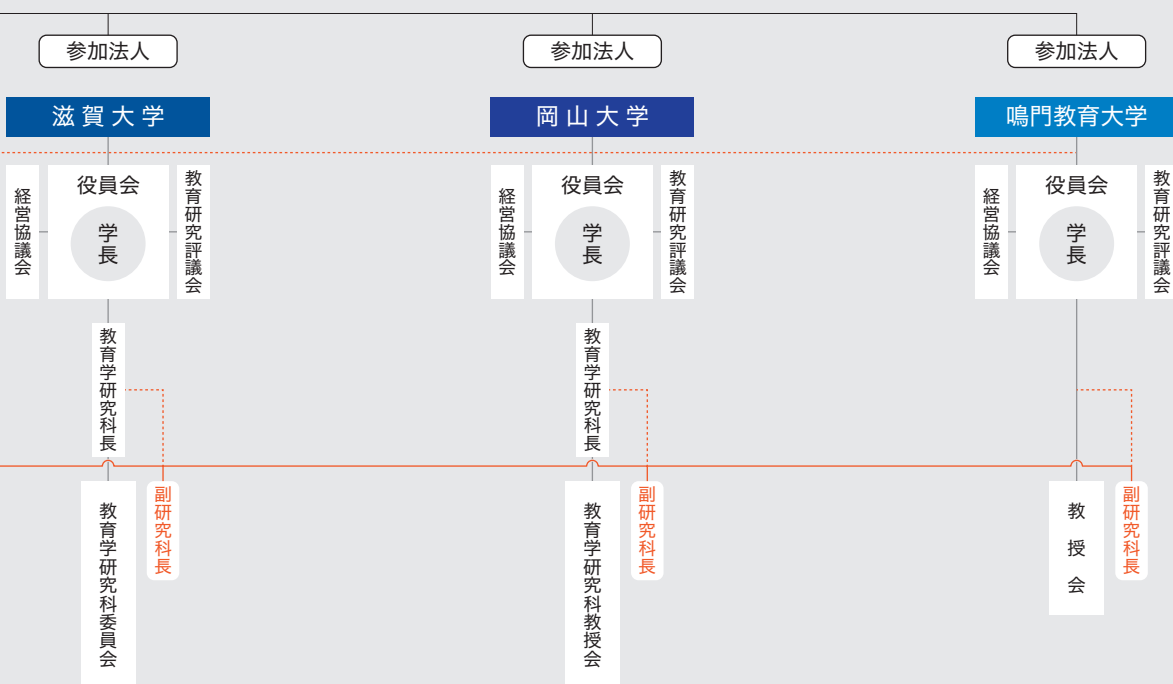 参加法人
滋賀大学
経営協議会
役員会
学長
教育研究評議会
教育学研究科長
副研究科長
教育学研究科委員会
参加法人
岡山大学
経営協議会
役員会
学長
教育研究評議会
教育学研究科長
副研究科長
教育学研究科教授会
参加法人
鳴門教育大学
経営協議会
役員会
学長
教育研究評議会
教授会
副研究科長